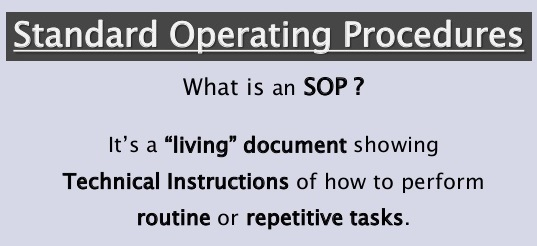 Standard Operating Procedures
What is an SOP ?
It’s a “living” document showing
Technical Instructions of how to perform
routine or repetitive tasks.